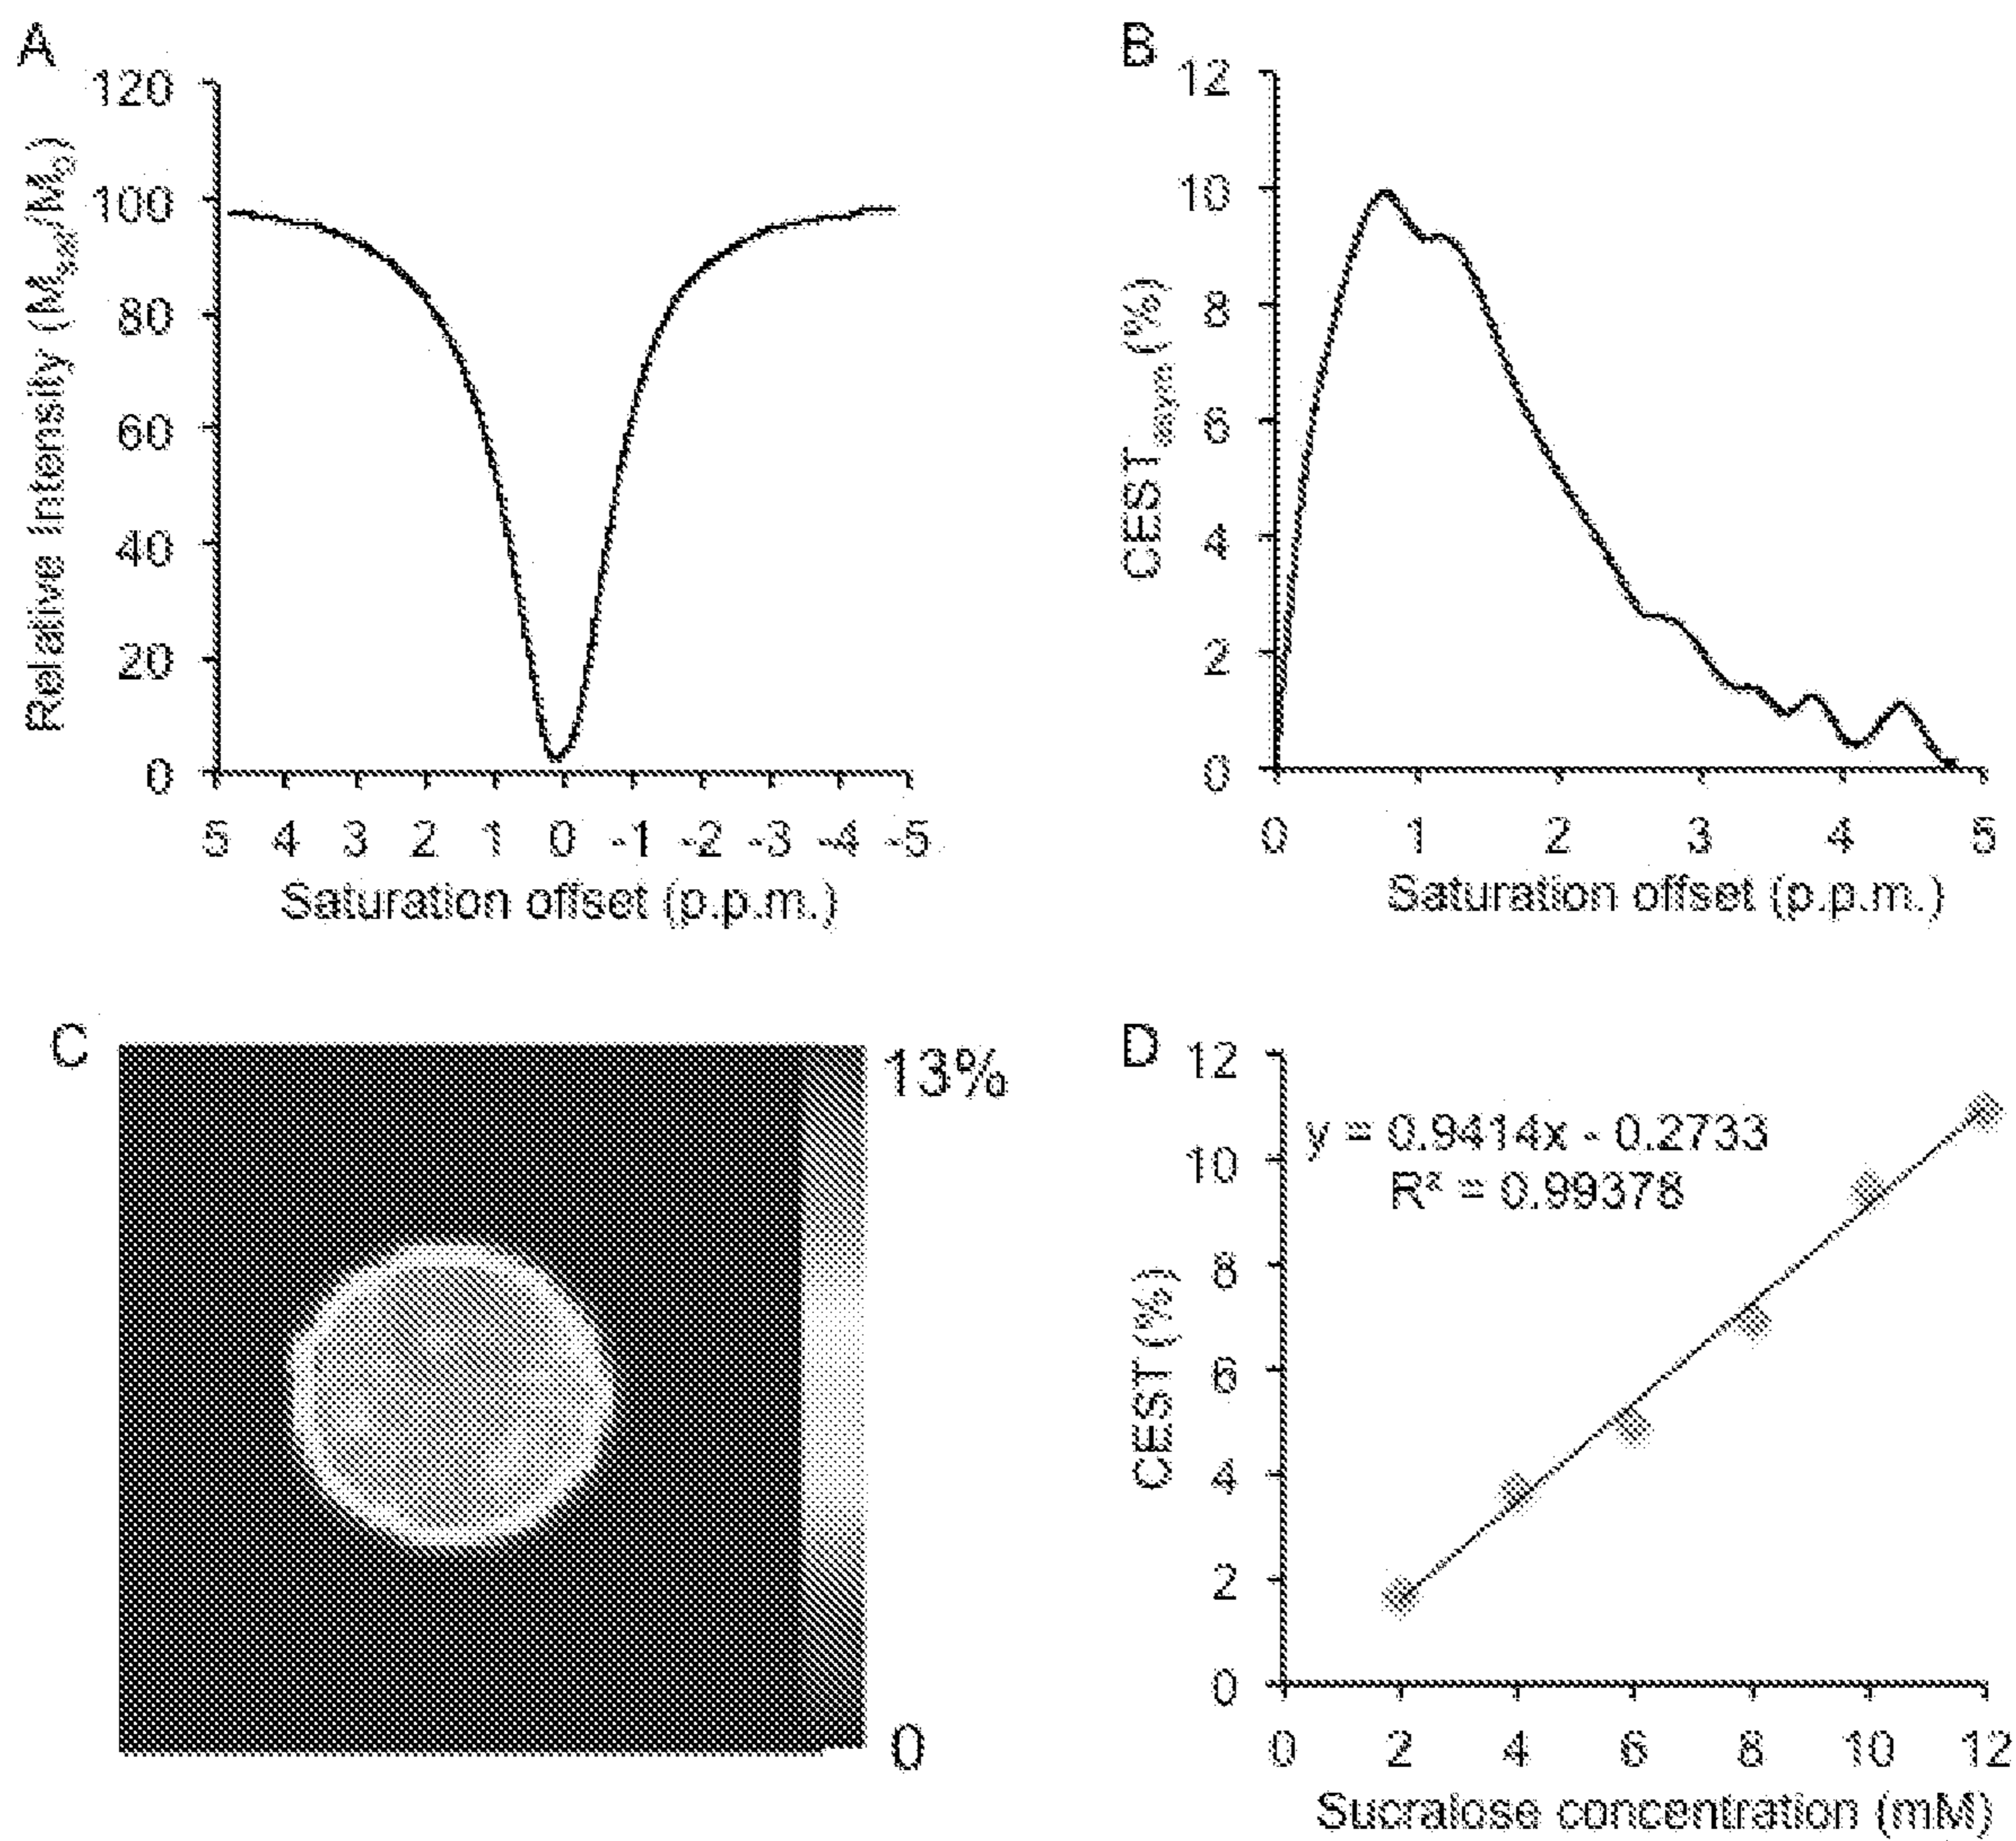 A
120
100
80
60
40
20
0
Relative Intensity (Msat/M0)
5 4 3 2 1 0 -1 -2 -3 -4 -5
Saturation offset (p.p.m.)
B
12
10
8
6
4
2
0
CESTasym (%)
0 1 2 3 4 5
Saturation offset (p.p.m.)
C
13%
0
D
12
10
8
6
4
2
0
y = 0.9414x - 0.2733
R² = 0.99378
CEST (%)
0 2 4 6 8 10 12
Sucralose concentration (mM)